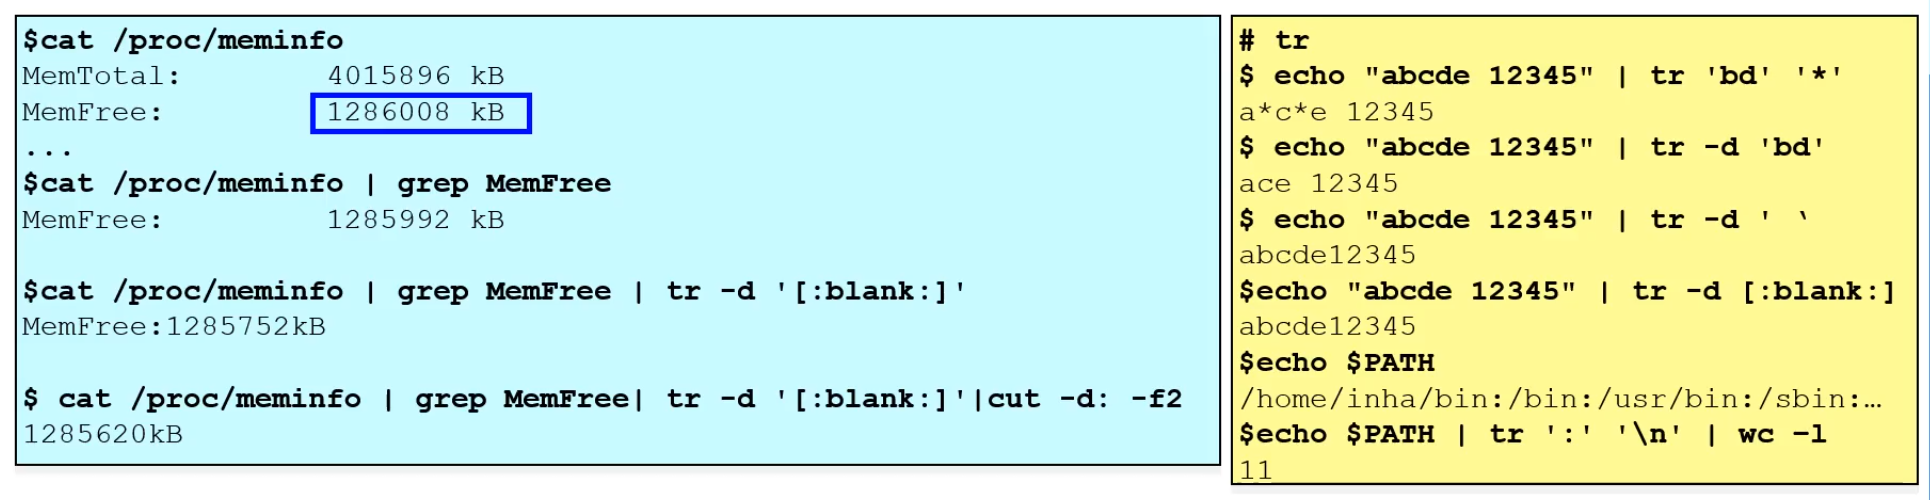 $cat /proc/meminfo
MemTotal:        4015896 kB
MemFree:         1286008 kB
...
$cat /proc/meminfo | grep MemFree
MemFree:         1285992 kB
$cat /proc/meminfo | grep MemFree | tr -d '[:blank:]'
MemFree:1285752kB
$ cat /proc/meminfo | grep MemFree| tr -d '[:blank:]'|cut -d: -f2
1285620kB
# tr
$ echo "abcde 12345" | tr 'bd' '*'
a*c*e 12345
$ echo "abcde 12345" | tr -d 'bd'
ace 12345
$ echo "abcde 12345" | tr -d ' ‛
abcde12345
$echo "abcde 12345" | tr -d [:blank:]
abcde12345
$echo $PATH
/home/inha/bin:/bin:/usr/bin:/sbin:…
$echo $PATH | tr ':' '\n' | wc –l
11